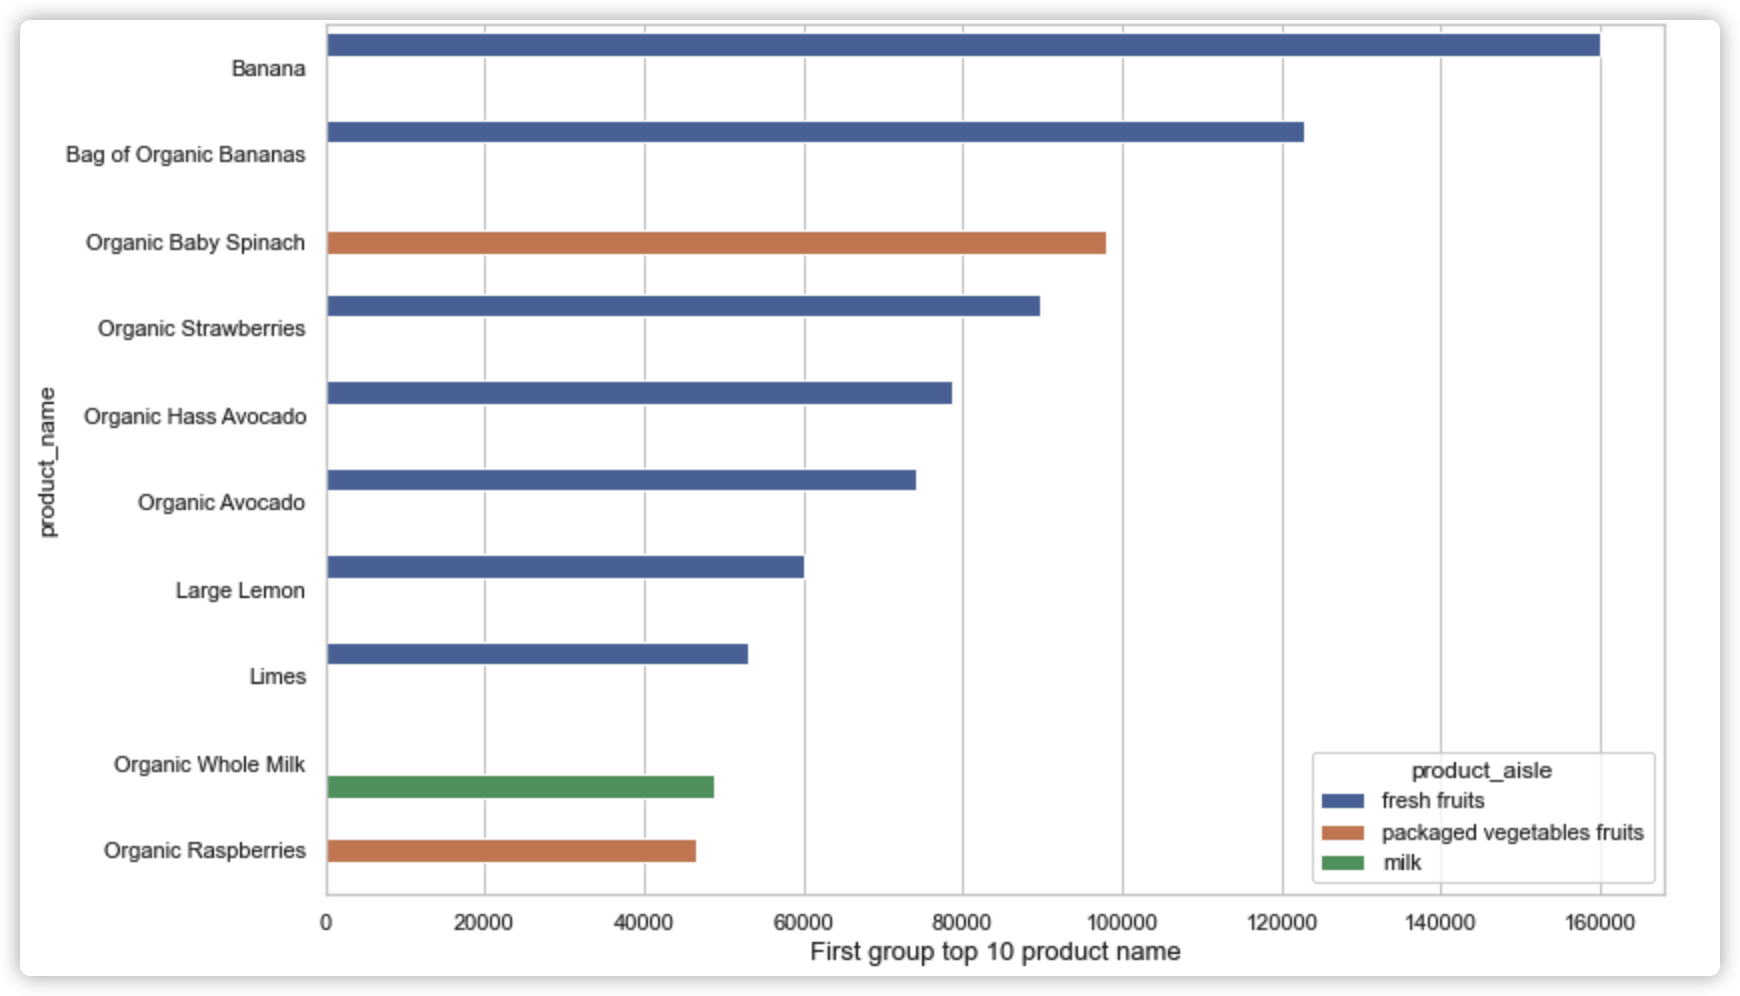 Banana
Bag of Organic Bananas
Organic Baby Spinach
Organic Strawberries
Organic Hass Avocado
Organic Avocado
Large Lemon
Limes
Organic Whole Milk
Organic Raspberries
product_name
product_aisle
fresh fruits
packaged vegetables fruits
milk
0 20000 40000 60000 80000 100000 120000 140000 160000
First group top 10 product name